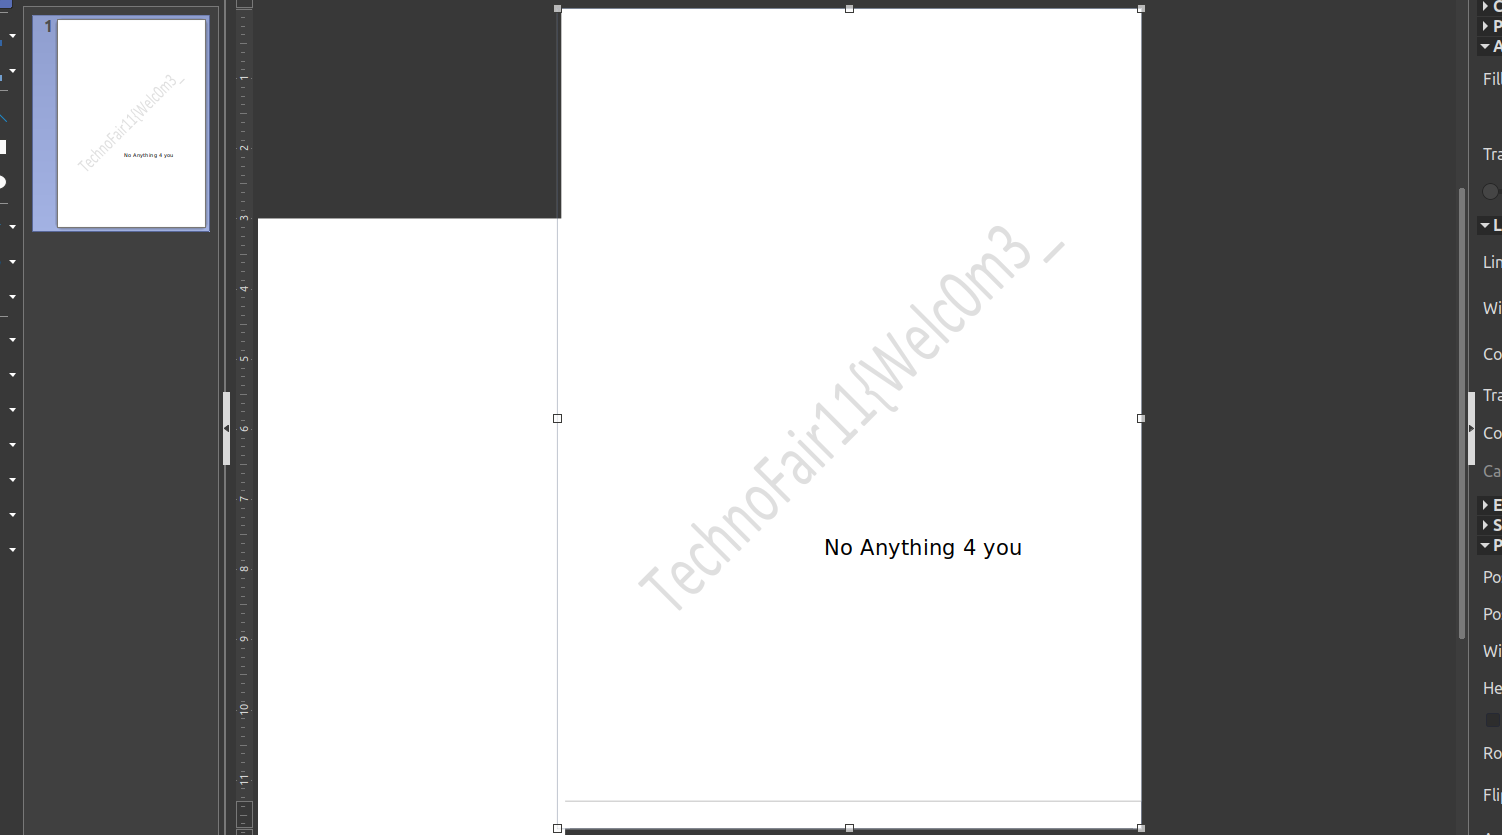 1
TechnoFair11{Welc0m3_
No Anything 4 you
TechnoFair11{Welc0m3_
No Anything 4 you
1
2
3
4
5
6
7
8
9
10
11
Fill
Tra
L
Lin
Wi
Co
Tra
Co
Ca
E
S
P
Po
Po
Wi
He
Ro
Flip